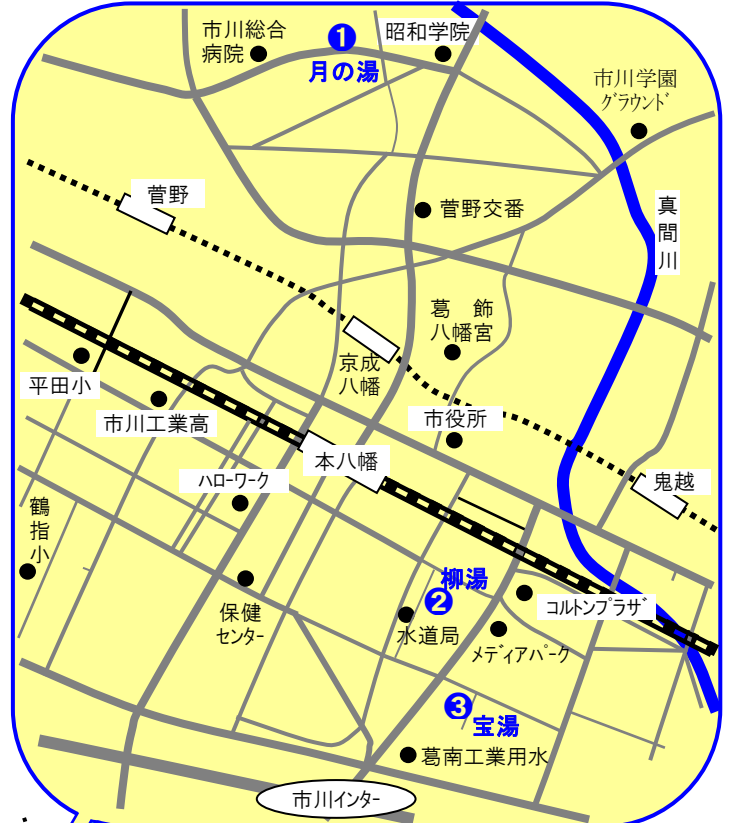 市川総合
病院
❶
月の湯
昭和学院
市川学園
グラウンド
菅野
菅野交番
真
間
川
葛 飾
八幡宮
京成
八幡
平田小
市川工業高
市役所
本八幡
ハローワーク
鬼越
鶴
指
小
柳湯
❷
コルトンプラザ
保健
センター
水道局
メディアパーク
❸
宝湯
葛南工業用水
市川インター